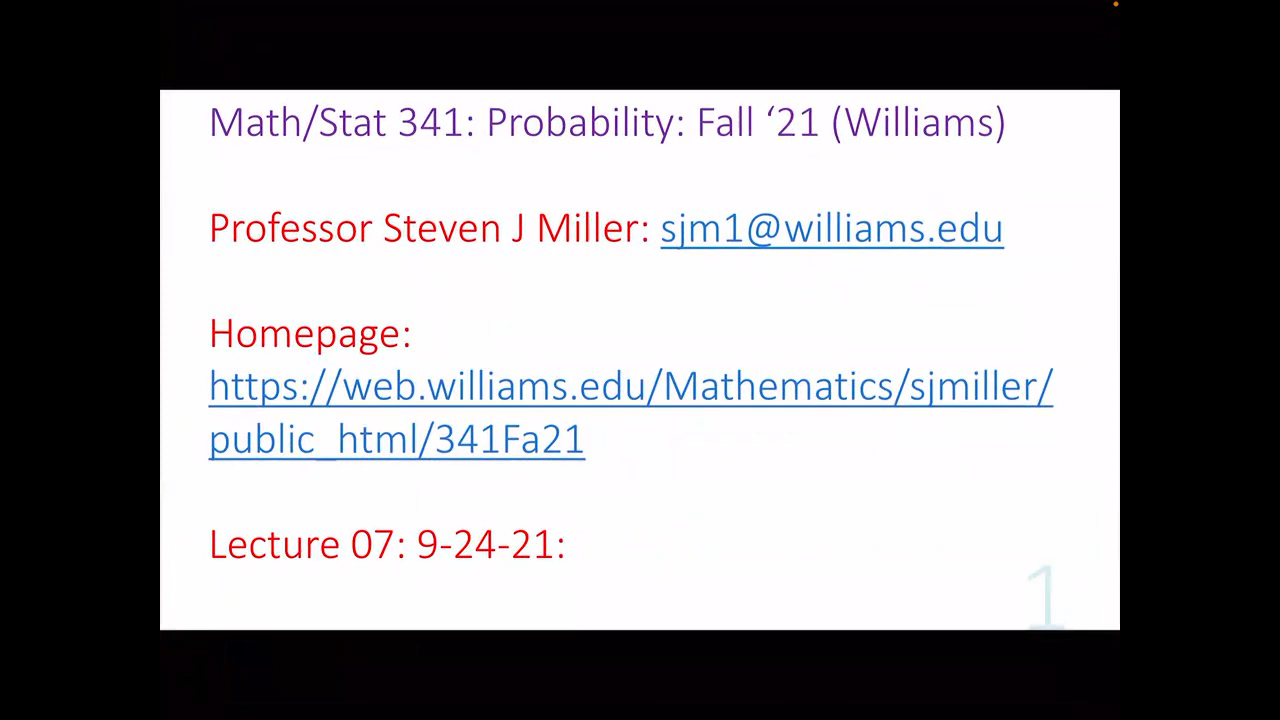 Math/Stat 341: Probability: Fall ‘21 (Williams)
Professor Steven J Miller: sjm1@williams.edu
Homepage:
https://web.williams.edu/Mathematics/sjmiller/
public_html/341Fa21
Lecture 07: 9-24-21:
1